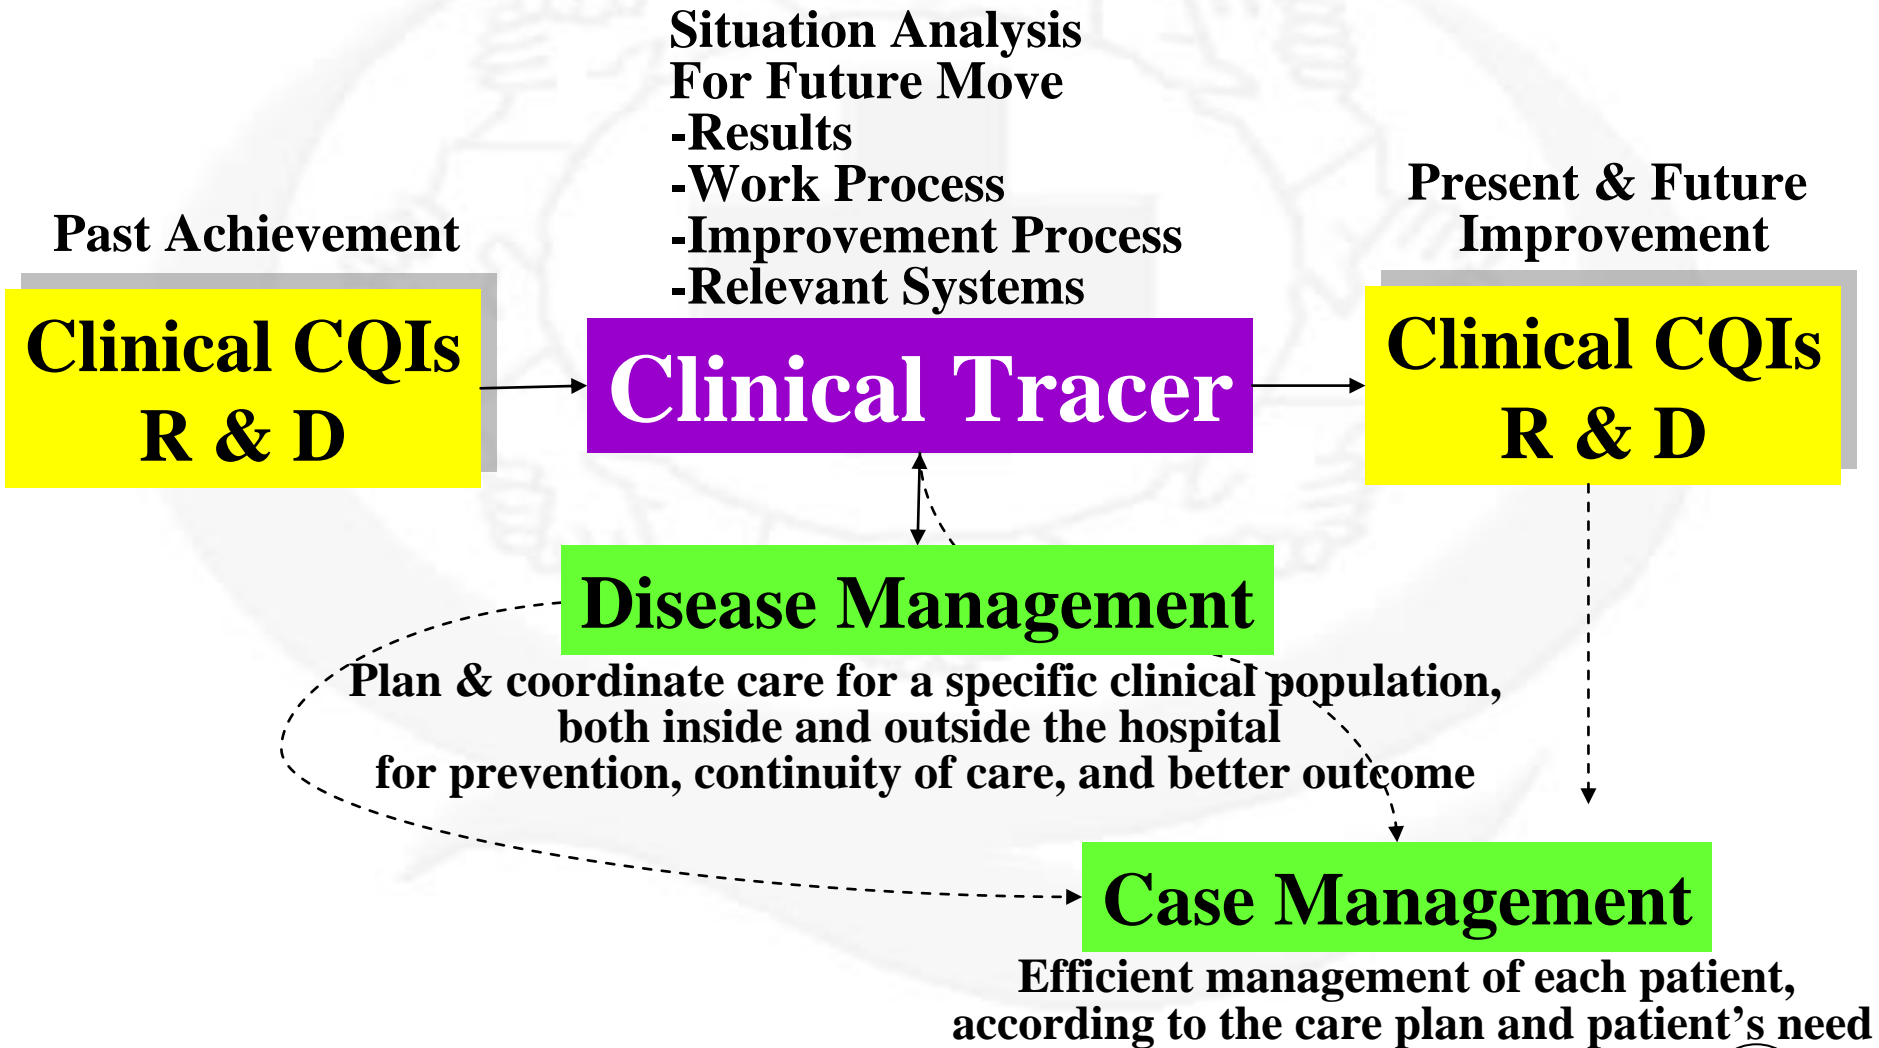 Situation Analysis
For Future Move
-Results
-Work Process
-Improvement Process
-Relevant Systems
Past Achievement
Present & Future
Improvement
Clinical CQIs
R & D
Clinical Tracer
Clinical CQIs
R & D
Disease Management
Plan & coordinate care for a specific clinical population,
both inside and outside the hospital
for prevention, continuity of care, and better outcome
Case Management
Efficient management of each patient,
according to the care plan and patient’s need